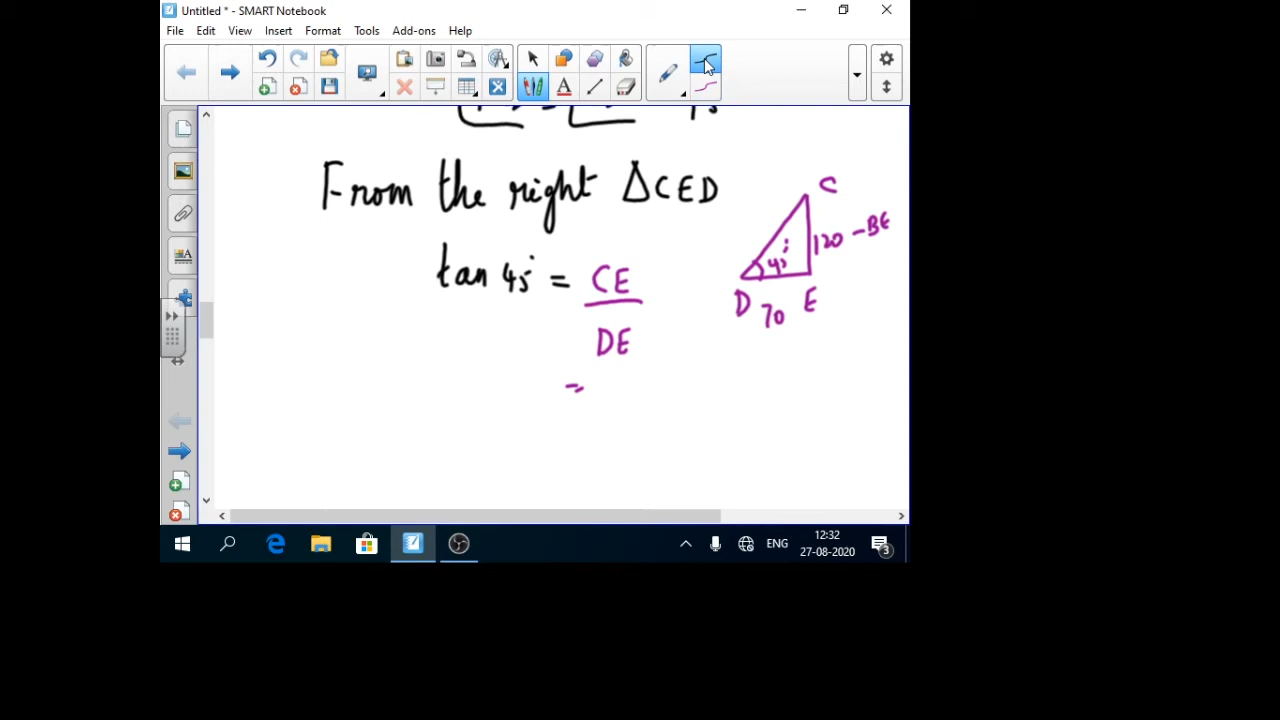 Untitled * - SMART Notebook
File Edit View Insert Format Tools Add-ons Help
From the right ΔCED
C
tan 45° = CE
120 - BE
45°
DE
D 70 E
=
ENG
12:32
27-08-2020
3